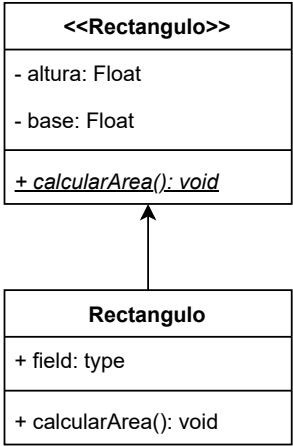 <<Rectangulo>>
- altura: Float
- base: Float
+ calcularArea(): void
Rectangulo
+ field: type
+ calcularArea(): void